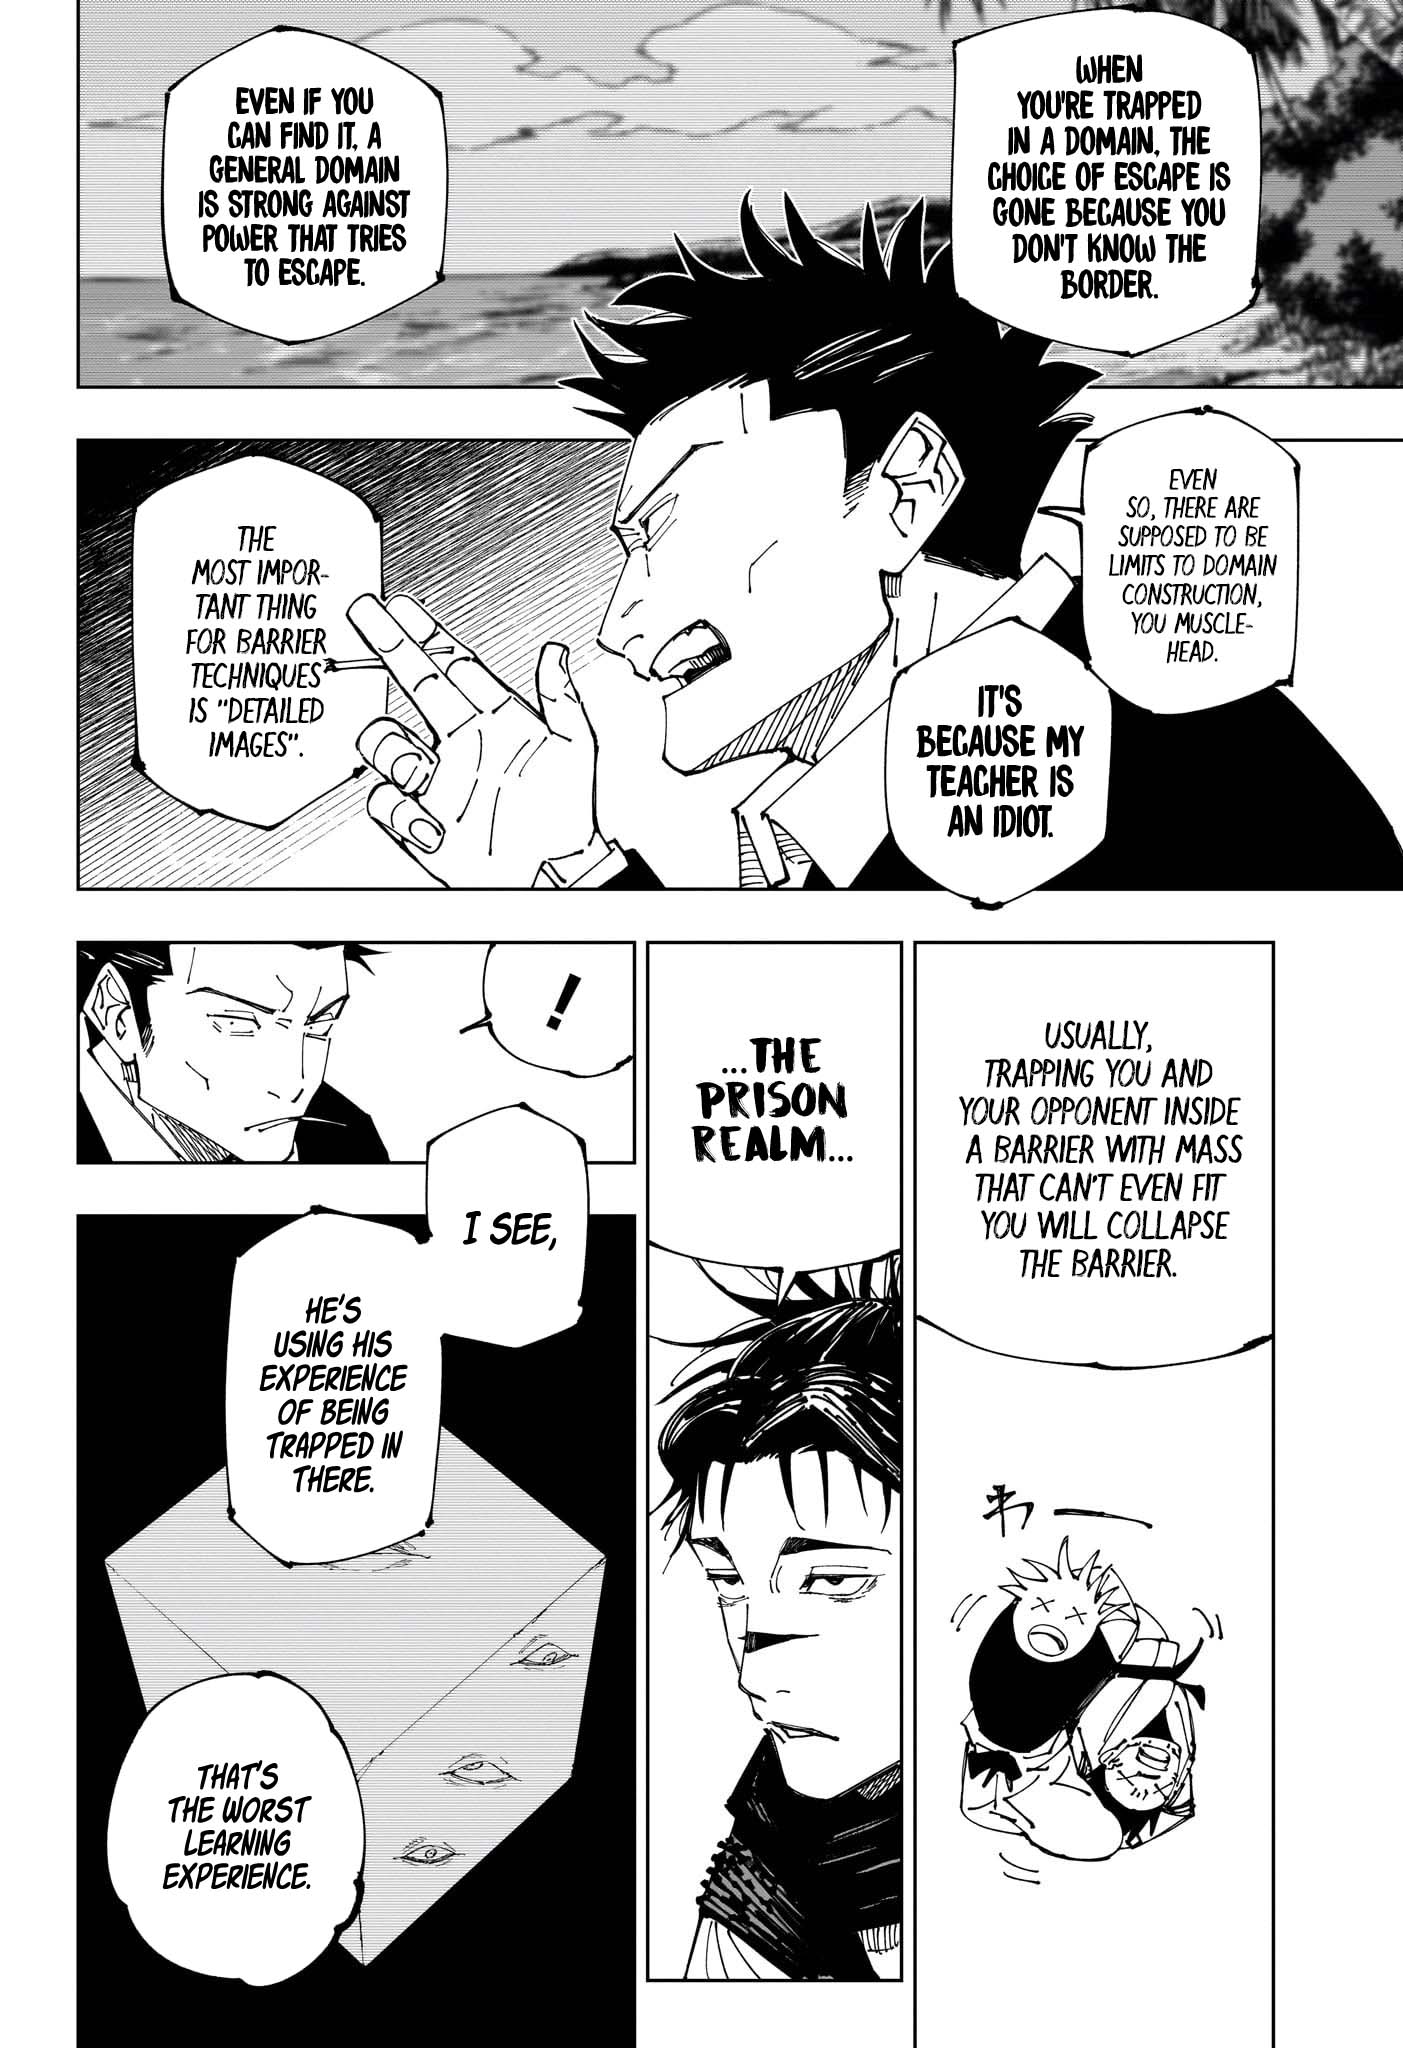 WHEN
YOU'RE TRAPPED
IN A DOMAIN, THE
CHOICE OF ESCAPE IS
GONE BECAUSE YOU
DON'T KNOW THE
BORDER.
EVEN IF YOU
CAN FIND IT, A
GENERAL DOMAIN
IS STRONG AGAINST
POWER THAT TRIES
TO ESCAPE.
EVEN
SO, THERE ARE
SUPPOSED TO BE
LIMITS TO DOMAIN
CONSTRUCTION,
YOU MUSCLE-
HEAD.
IT'S
BECAUSE MY
TEACHER IS
AN IDIOT.
THE
MOST IMPOR-
TANT THING
FOR BARRIER
TECHNIQUES
IS "DETAILED
IMAGES".
USUALLY,
TRAPPING YOU AND
YOUR OPPONENT INSIDE
A BARRIER WITH MASS
THAT CAN'T EVEN FIT
YOU WILL COLLAPSE
THE BARRIER.
わー
...THE
PRISON
REALM...
!
I SEE,
HE'S
USING HIS
EXPERIENCE
OF BEING
TRAPPED IN
THERE.
THAT'S
THE WORST
LEARNING
EXPERIENCE.